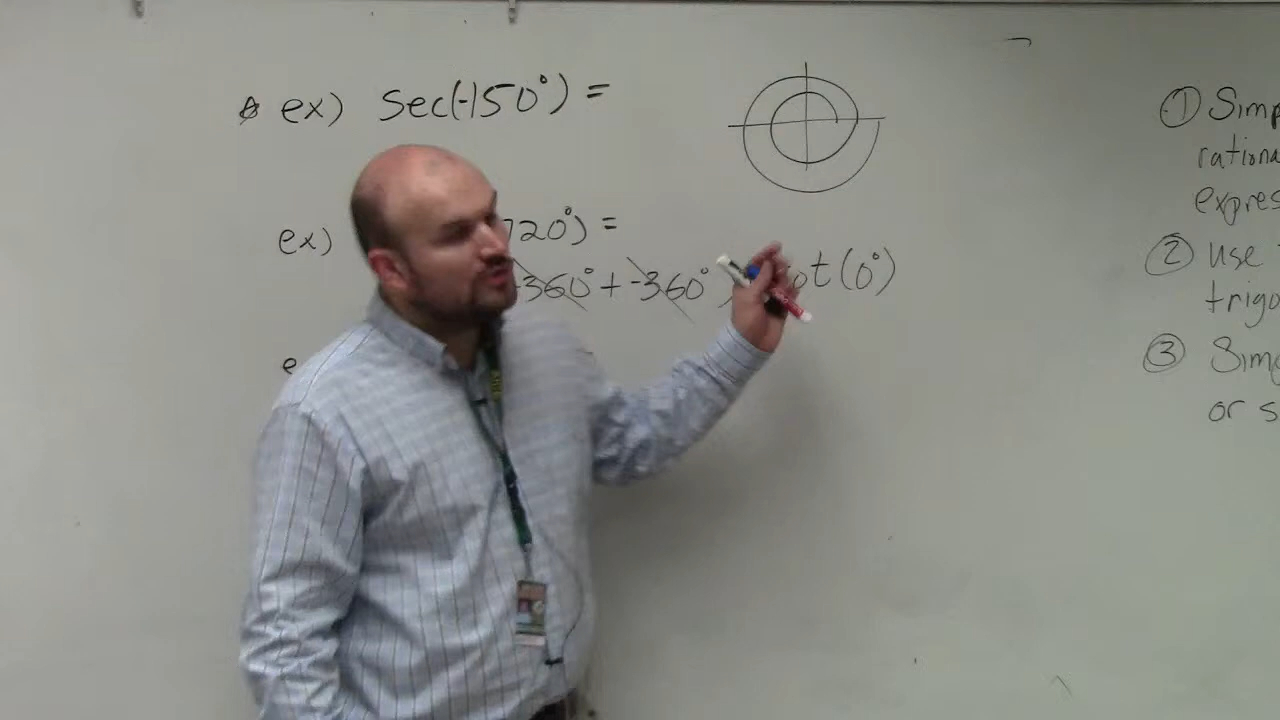 ex) sec(-150°) =
ex) 720°) =
-360° + -360° ot(0°)
① Simp
rationa
expres
② Use
trigo
③ Simp
or s